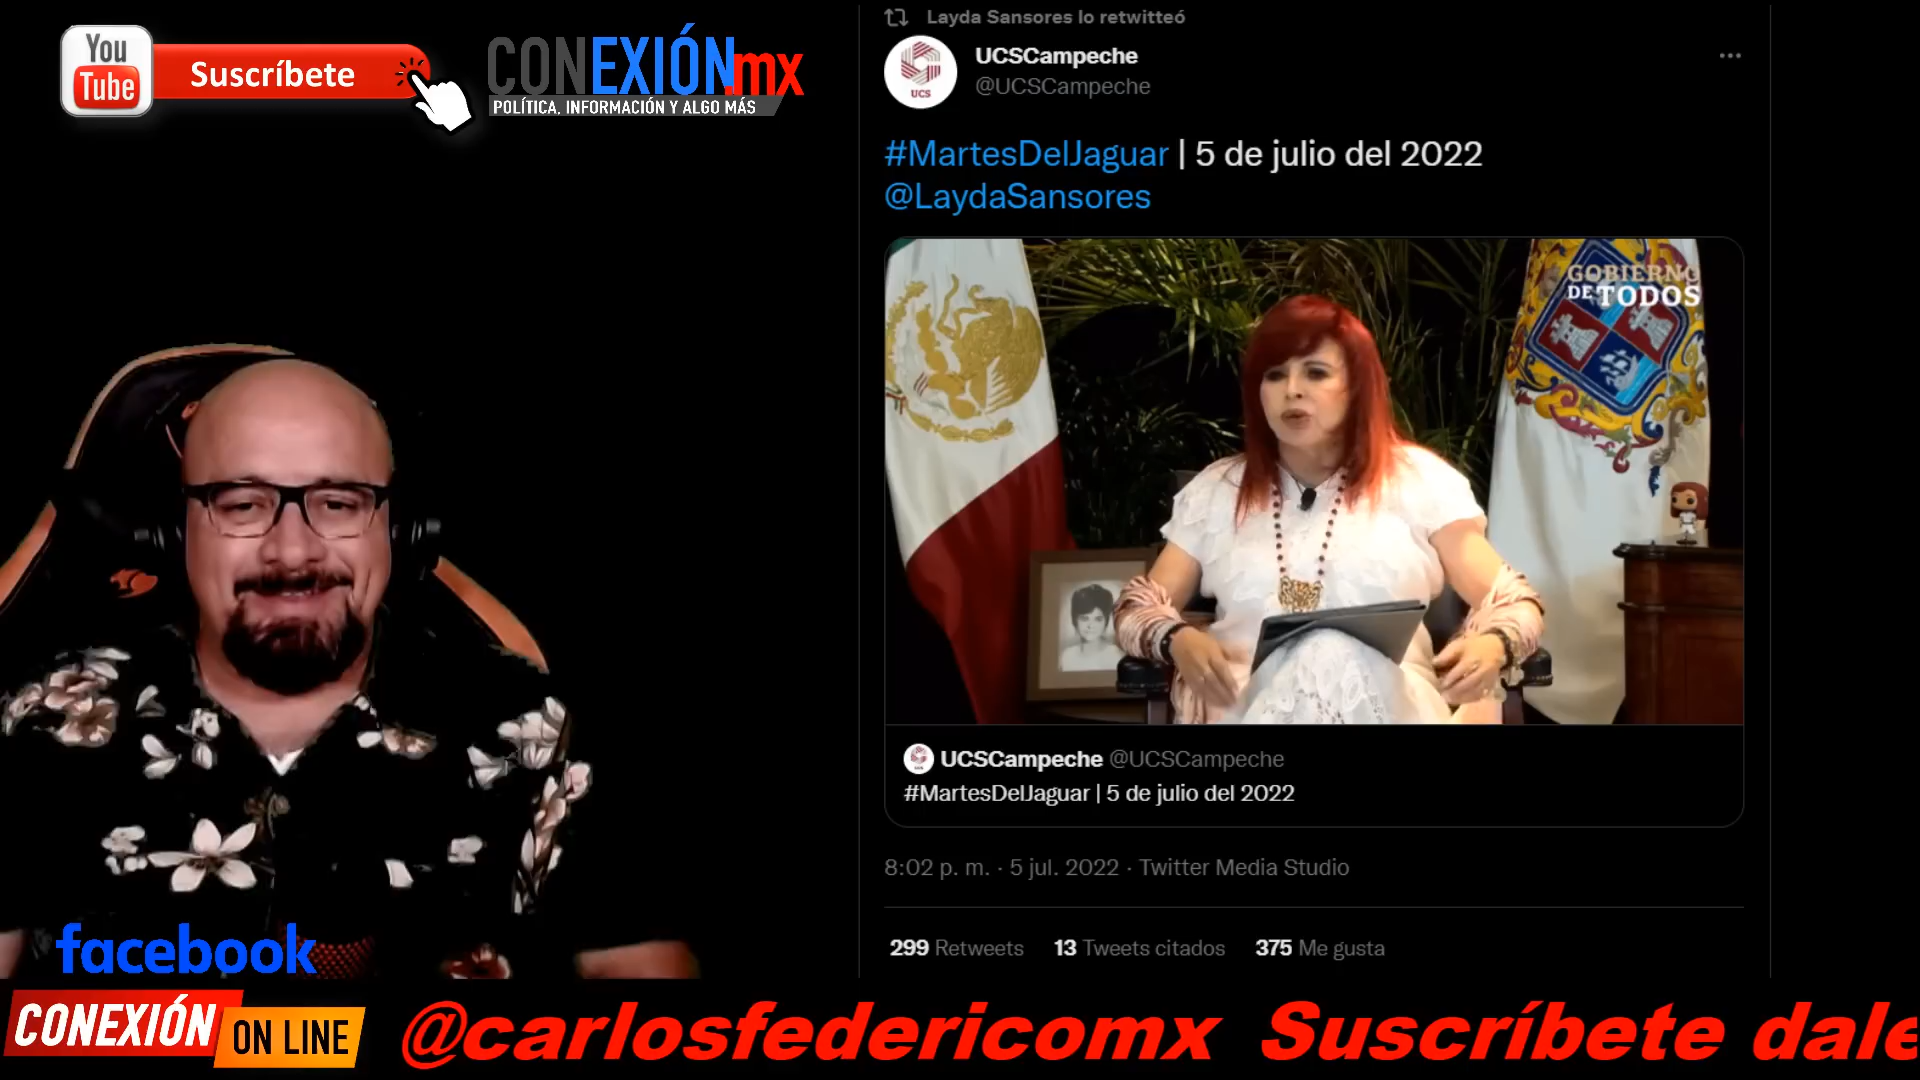 You
Tube
Suscríbete
CONEXIÓN.mx
POLÍTICA, INFORMACIÓN Y ALGO MÁS
Layda Sansores lo retwitteó
UCSCampeche
@UCSCampeche
UCS
#MartesDelJaguar | 5 de julio del 2022
@LaydaSansores
GOBIERNO
DE TODOS
UCSCampeche @UCSCampeche
#MartesDelJaguar | 5 de julio del 2022
8:02 p. m. · 5 jul. 2022 · Twitter Media Studio
299 Retweets 13 Tweets citados 375 Me gusta
facebook
CONEXIÓN
ON LINE
@carlosfedericomx Suscríbete dale